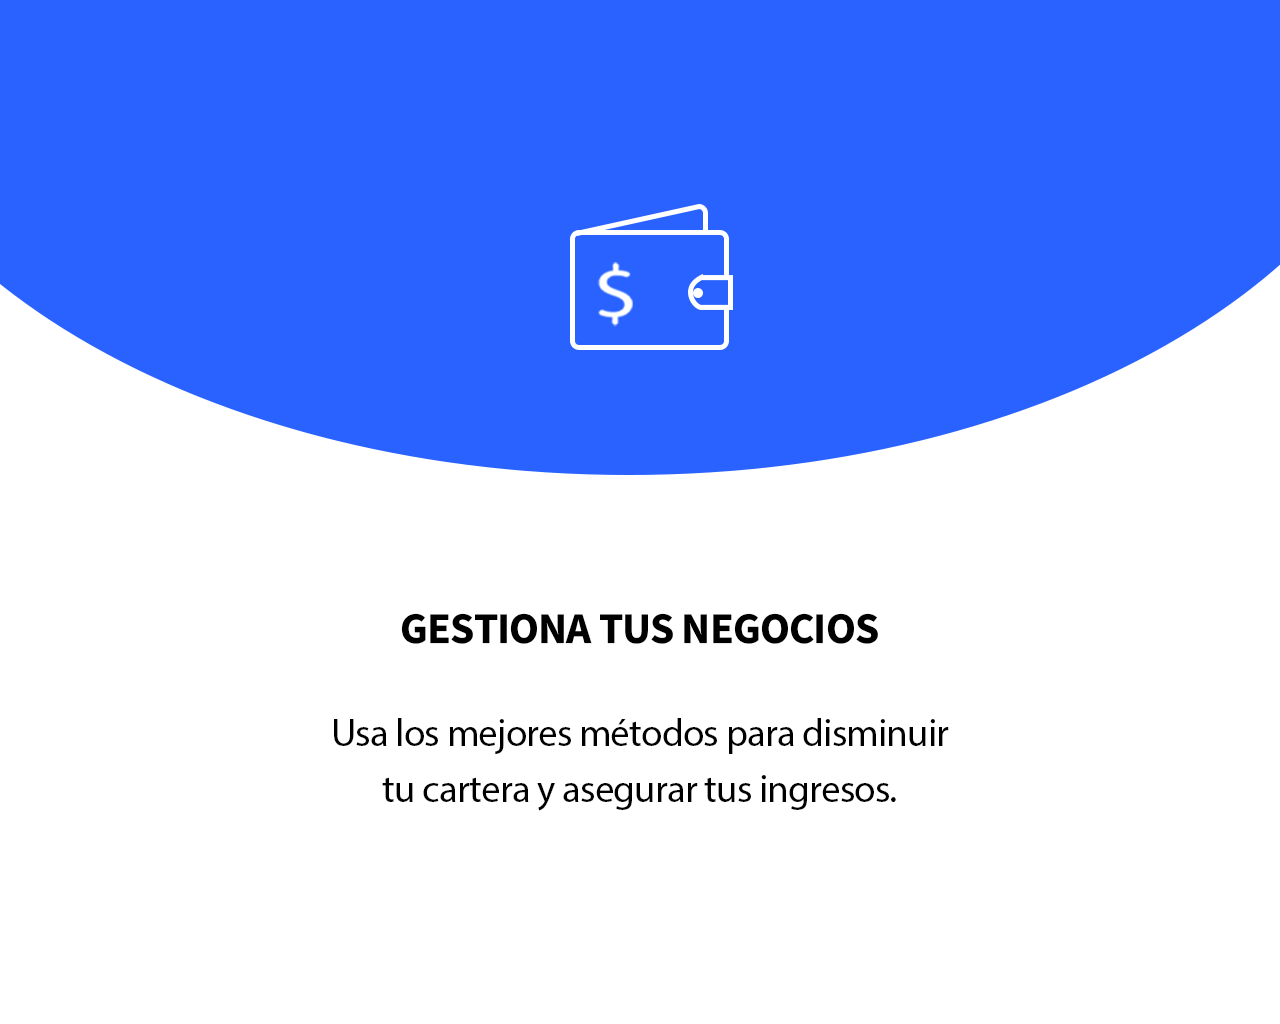 $
GESTIONA TUS NEGOCIOS
Usa los mejores métodos para disminuir
tu cartera y asegurar tus ingresos.